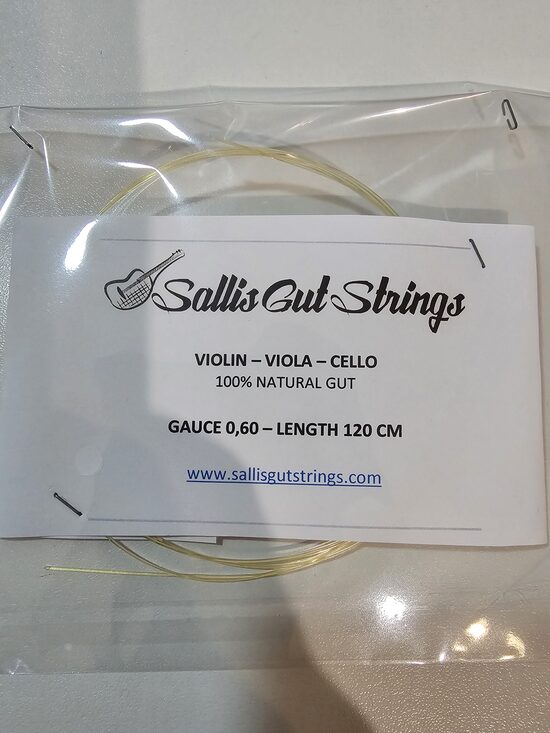 Sallis Gut Strings
VIOLIN – VIOLA – CELLO
100% NATURAL GUT
GAUCE 0,60 – LENGTH 120 CM
www.sallisgutstrings.com